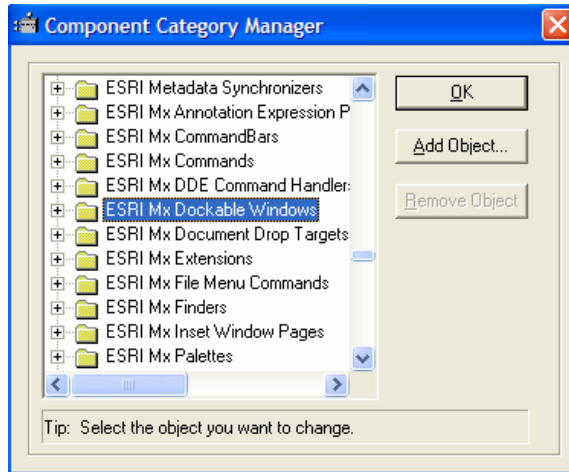 Component Category Manager
ESRI Metadata Synchronizers
ESRI Mx Annotation Expression P
ESRI Mx CommandBars
ESRI Mx Commands
ESRI Mx DDE Command Handler
ESRI Mx Dockable Windows
ESRI Mx Document Drop Targets
ESRI Mx Extensions
ESRI Mx File Menu Commands
ESRI Mx Finders
ESRI Mx Inset Window Pages
ESRI Mx Palettes
OK
Add Object...
Remove Object
Tip: Select the object you want to change.